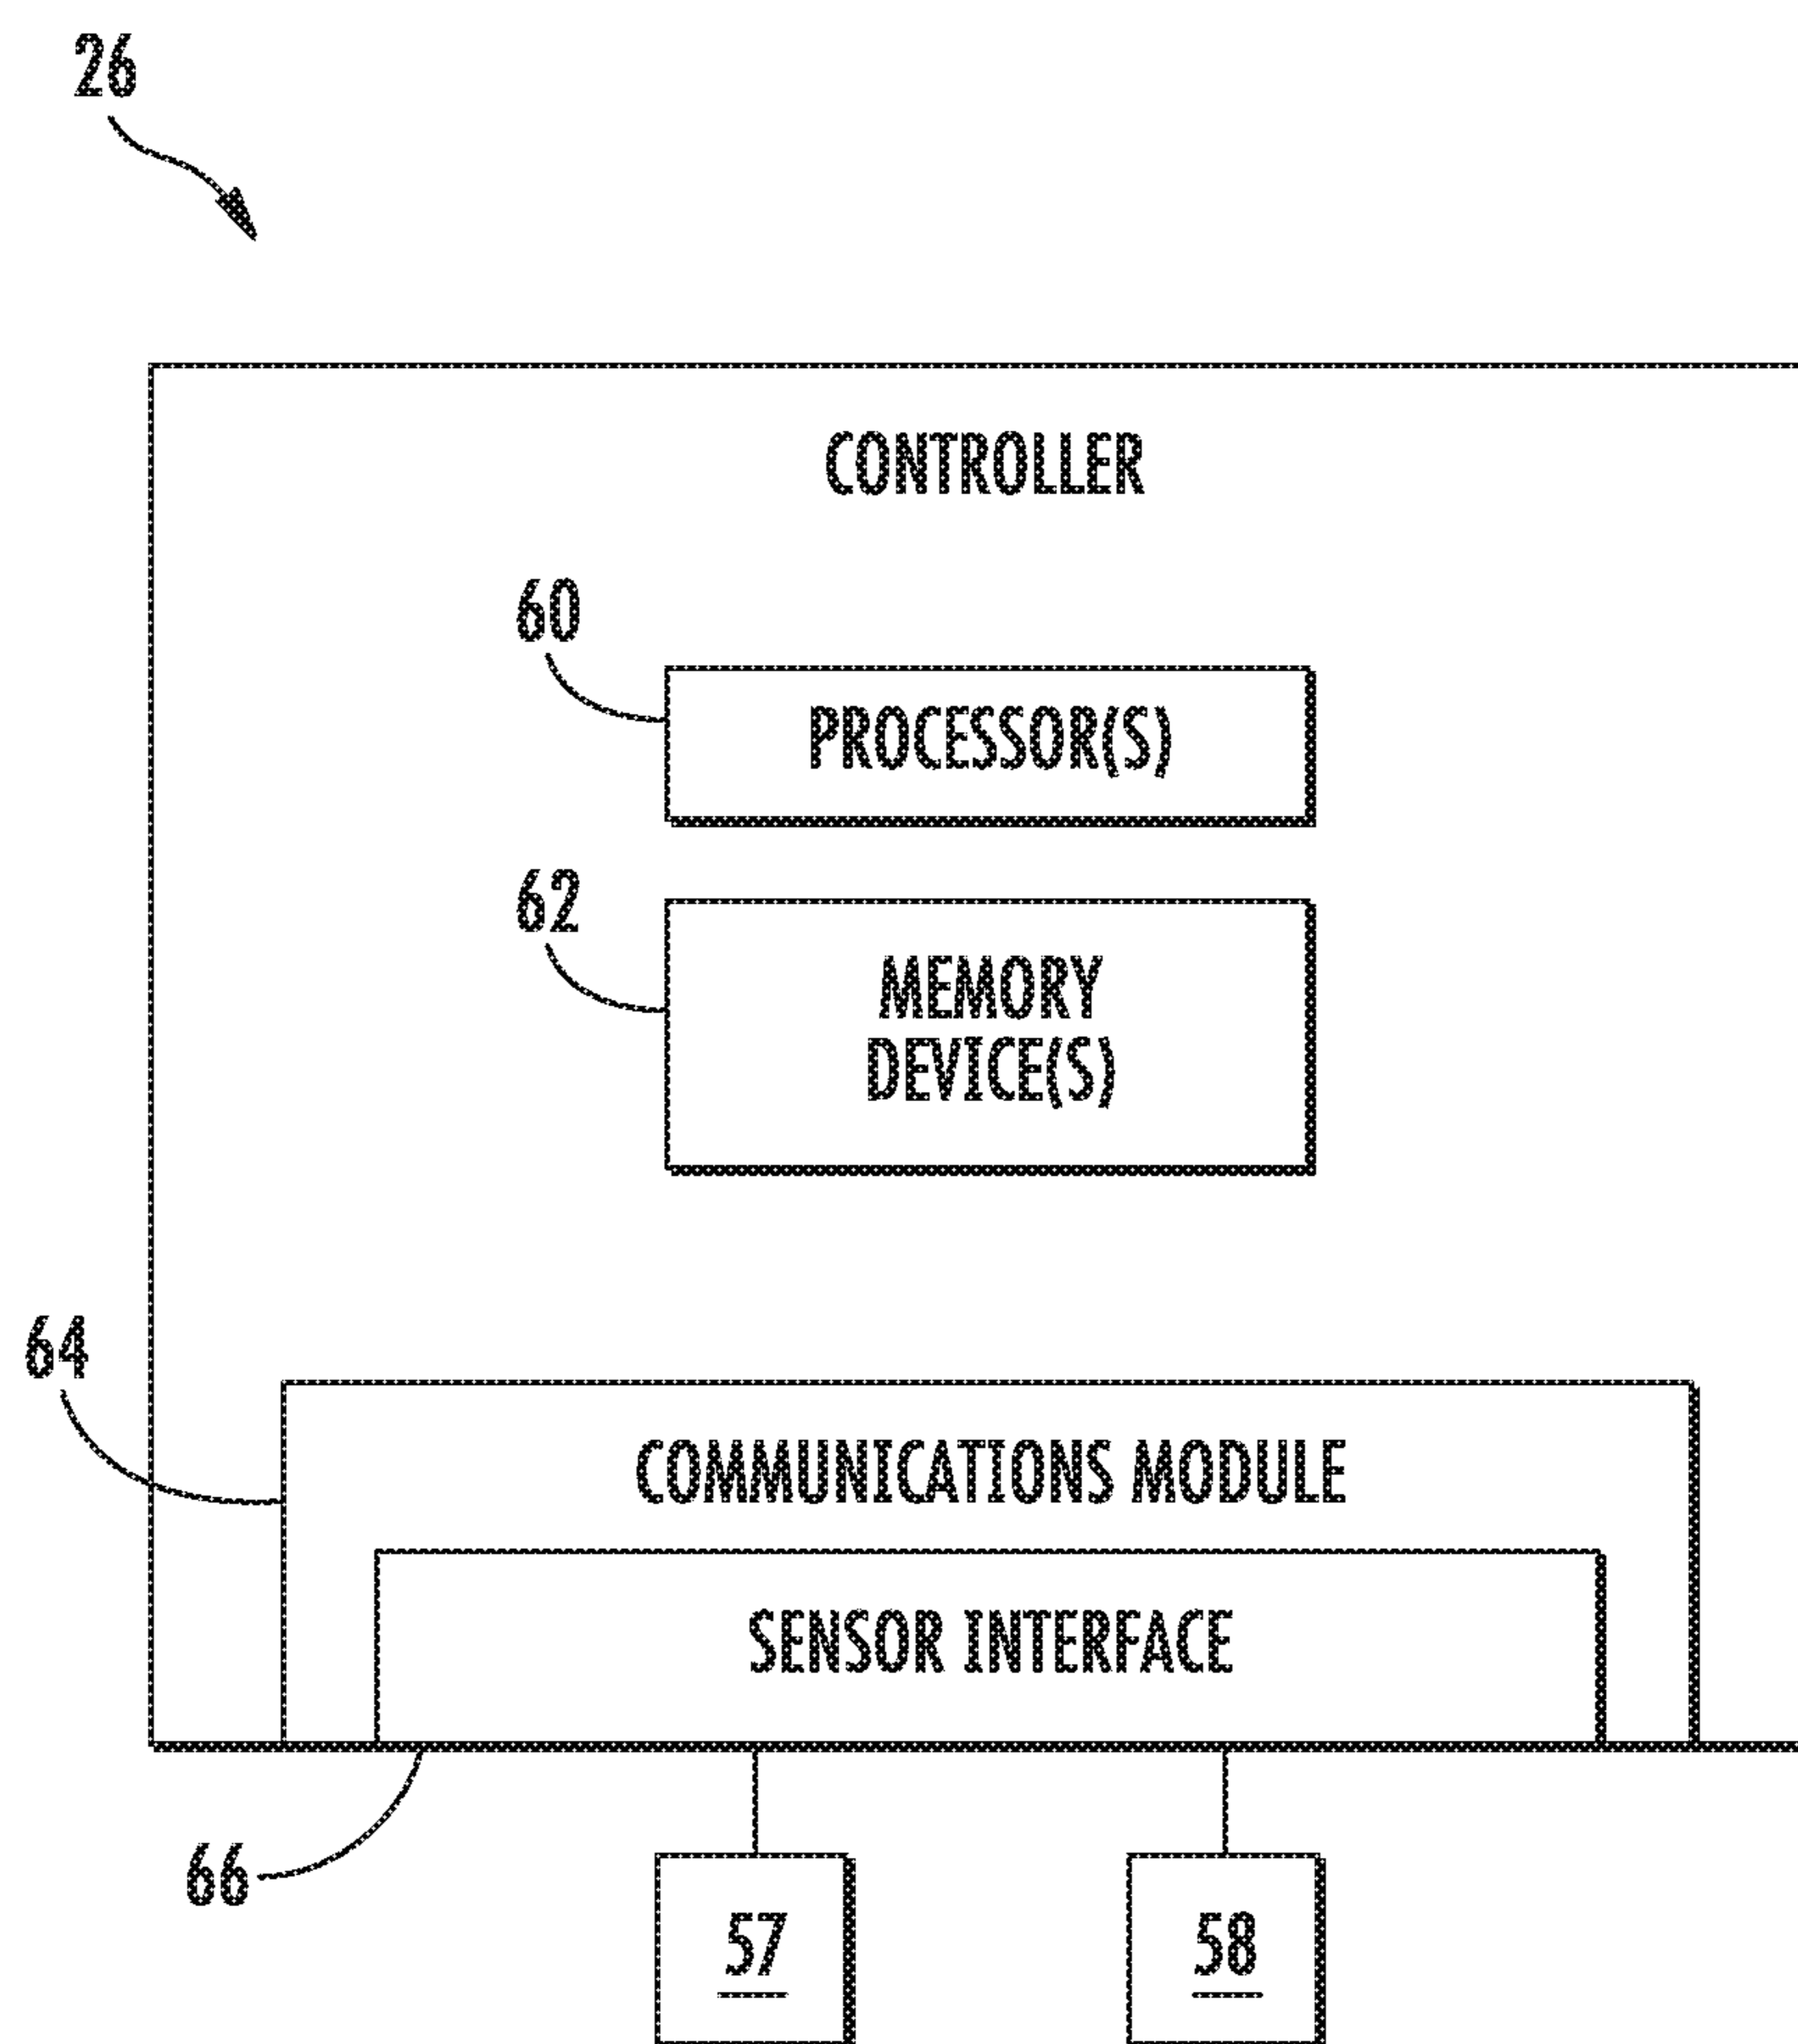 26
CONTROLLER
60
PROCESSOR(S)
62
MEMORY
DEVICE(S)
64
COMMUNICATIONS MODULE
SENSOR INTERFACE
66
57
58